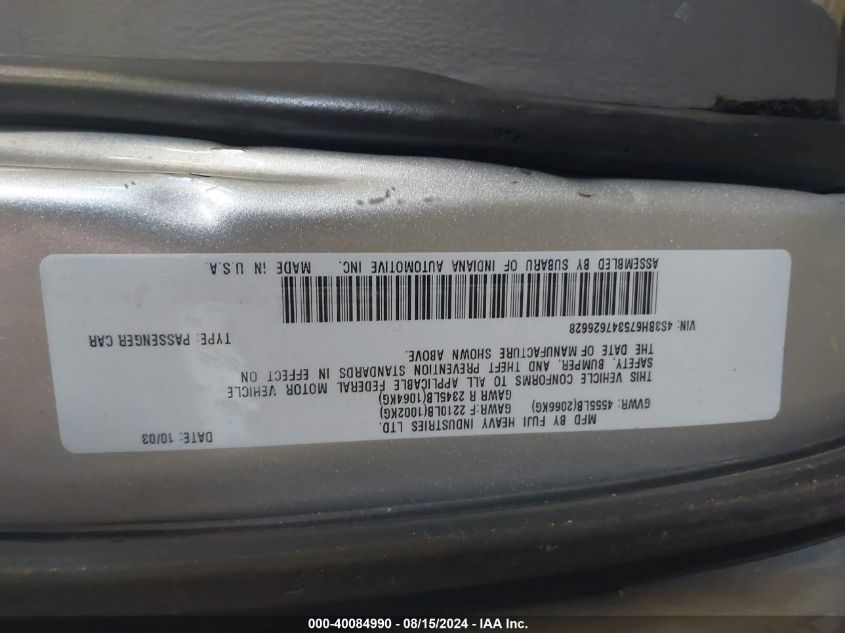 MFD BY FUJI HEAVY INDUSTRIES LTD. DATE: 10/03
GVWR: 4555LB(2066KG) GAWR:F 2210LB(1002KG)
GAWR R 2345LB(1064KG)
THIS VEHICLE CONFORMS TO ALL APPLICABLE FEDERAL MOTOR VEHICLE
SAFETY, BUMPER, AND THEFT PREVENTION STANDARDS IN EFFECT ON
THE DATE OF MANUFACTURE SHOWN ABOVE.
VIN: 4S3BH675347626628 TYPE: PASSENGER CAR
ASSEMBLED BY SUBARU OF INDIANA AUTOMOTIVE INC. MADE IN U.S.A.
000-40084990 - 08/15/2024 - IAA Inc.